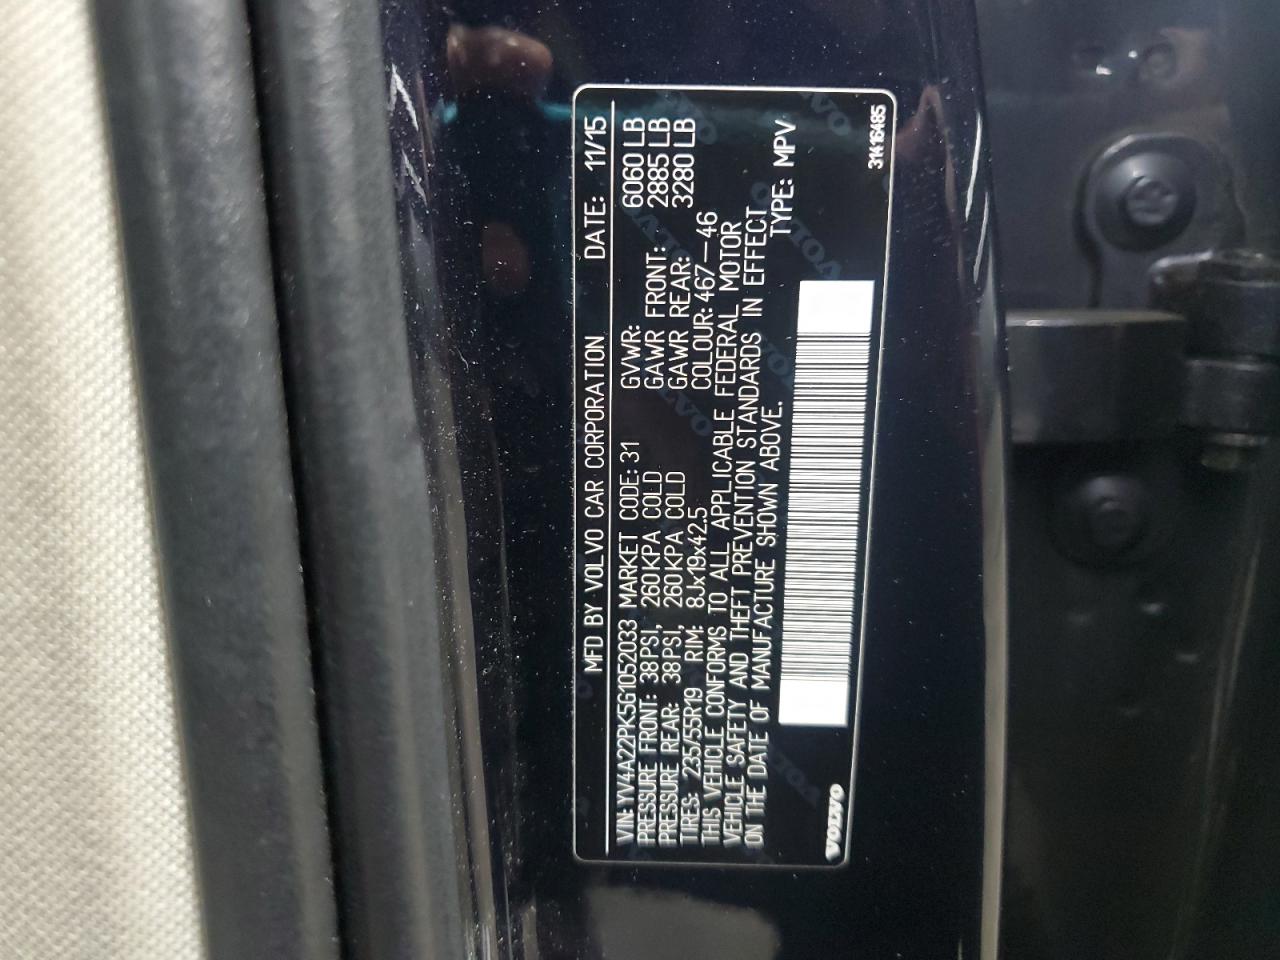 MFD BY VOLVO CAR CORPORATION DATE: 11/15
VIN:YV4A22PK5G1052033 MARKET CODE: 31 GVWR: 6060 LB
PRESSURE FRONT: 38PSI, 260KPA COLD GAWR FRONT: 2885 LB
PRESSURE REAR: 38PSI, 260KPA COLD GAWR REAR: 3280 LB
TIRES: 235/55R19 RIM: 8Jx19x42.5 COLOUR: 467-46
THIS VEHICLE CONFORMS TO ALL APPLICABLE FEDERAL MOTOR
VEHICLE SAFETY AND THEFT PREVENTION STANDARDS IN EFFECT
ON THE DATE OF MANUFACTURE SHOWN ABOVE. TYPE: MPV
VOLVO 31416485